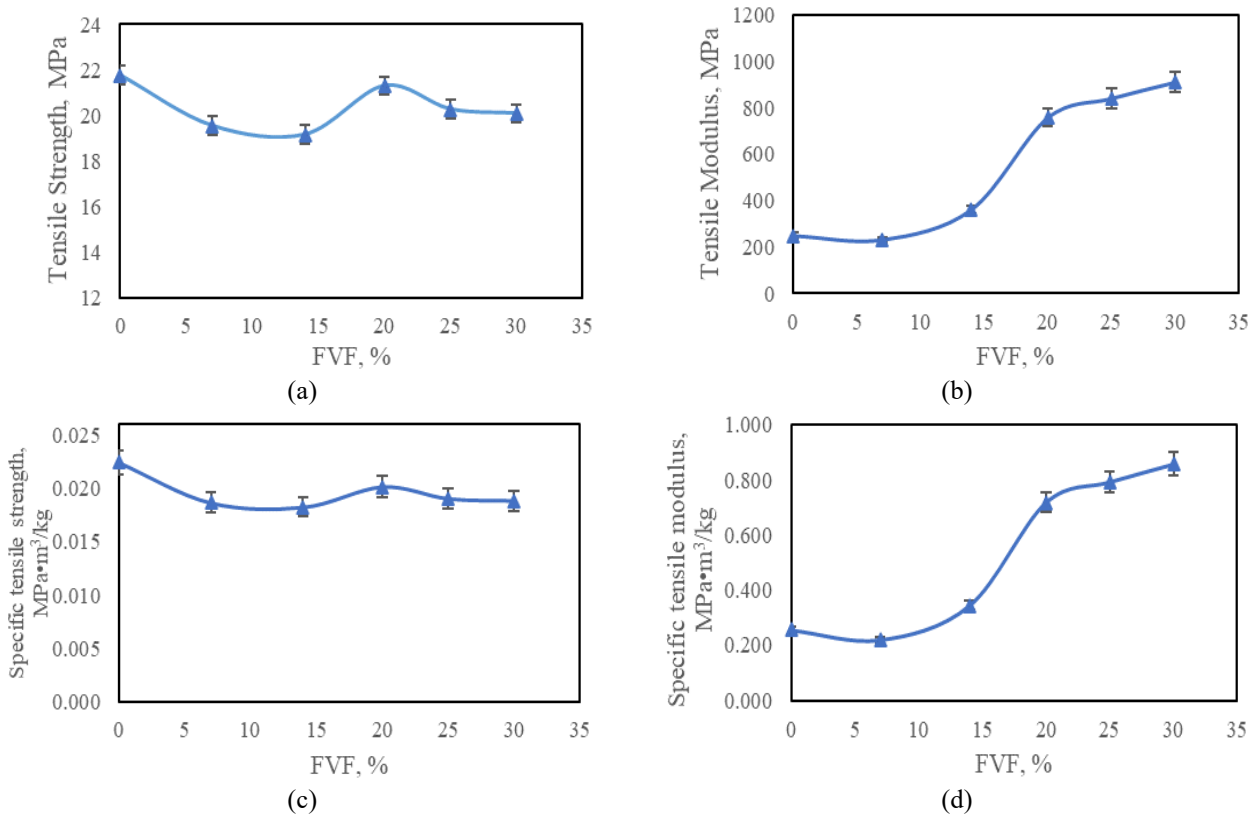 24
22
20
18
16
14
12
Tensile Strength, MPa
0 5 10 15 20 25 30 35
FVF, %
(a)
1200
1000
800
600
400
200
0
Tensile Modulus, MPa
0 5 10 15 20 25 30 35
FVF, %
(b)
0.025
0.020
0.015
0.010
0.005
0.000
Specific tensile strength,
MPa•m³/kg
0 5 10 15 20 25 30 35
FVF, %
(c)
1.000
0.800
0.600
0.400
0.200
0.000
Specific tensile modulus,
MPa•m³/kg
0 5 10 15 20 25 30 35
FVF, %
(d)